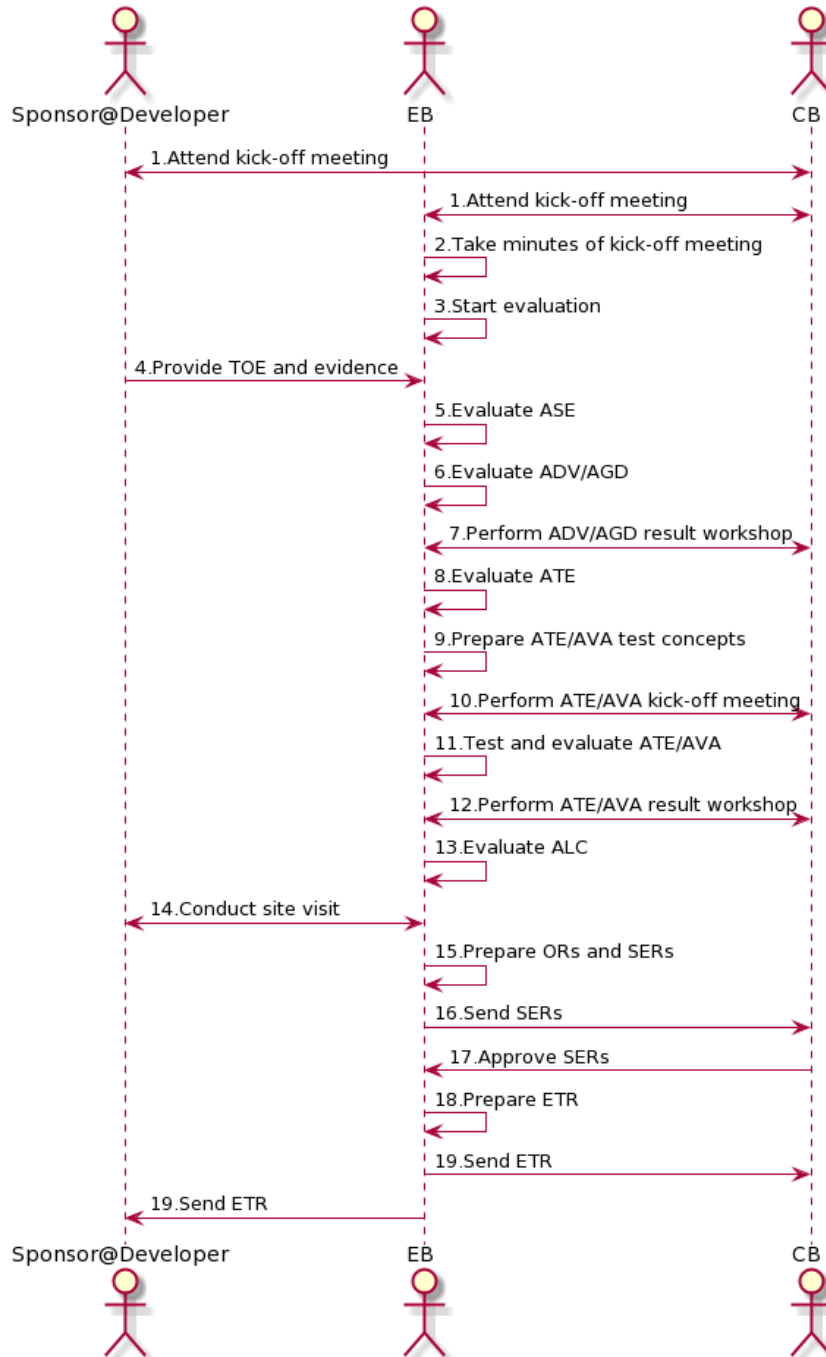 Sponsor@Developer EB CB
1.Attend kick-off meeting
1.Attend kick-off meeting
2.Take minutes of kick-off meeting
3.Start evaluation
4.Provide TOE and evidence
5.Evaluate ASE
6.Evaluate ADV/AGD
7.Perform ADV/AGD result workshop
8.Evaluate ATE
9.Prepare ATE/AVA test concepts
10.Perform ATE/AVA kick-off meeting
11.Test and evaluate ATE/AVA
12.Perform ATE/AVA result workshop
13.Evaluate ALC
14.Conduct site visit
15.Prepare ORs and SERs
16.Send SERs
17.Approve SERs
18.Prepare ETR
19.Send ETR
19.Send ETR
Sponsor@Developer EB CB